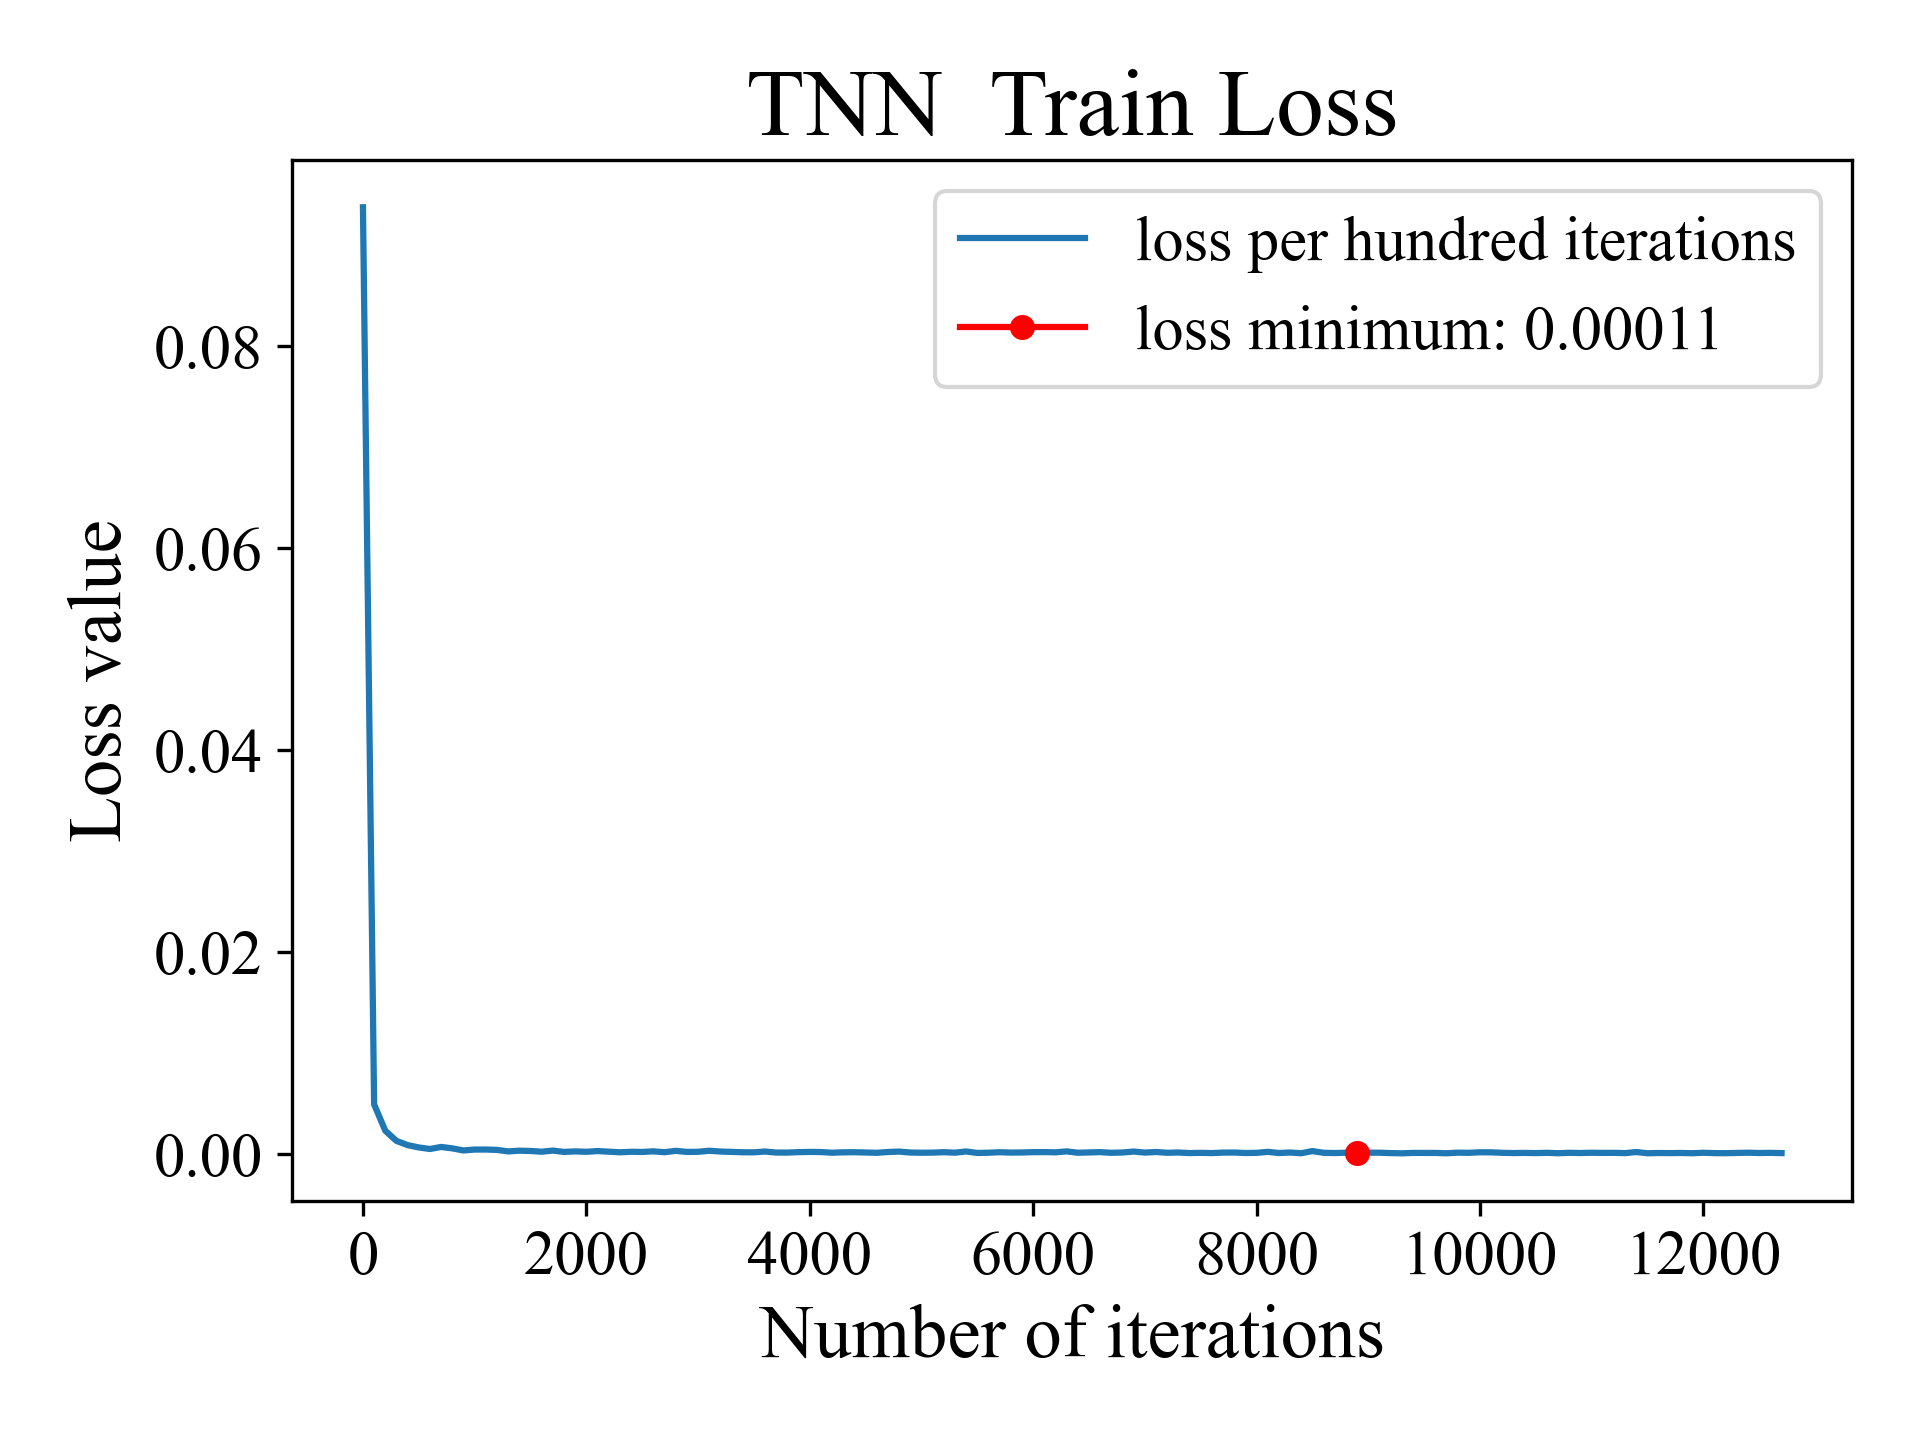 TNN  Train Loss
loss per hundred iterations
loss minimum: 0.00011
Loss value
0.08
0.06
0.04
0.02
0.00
0 2000 4000 6000 8000 10000 12000
Number of iterations